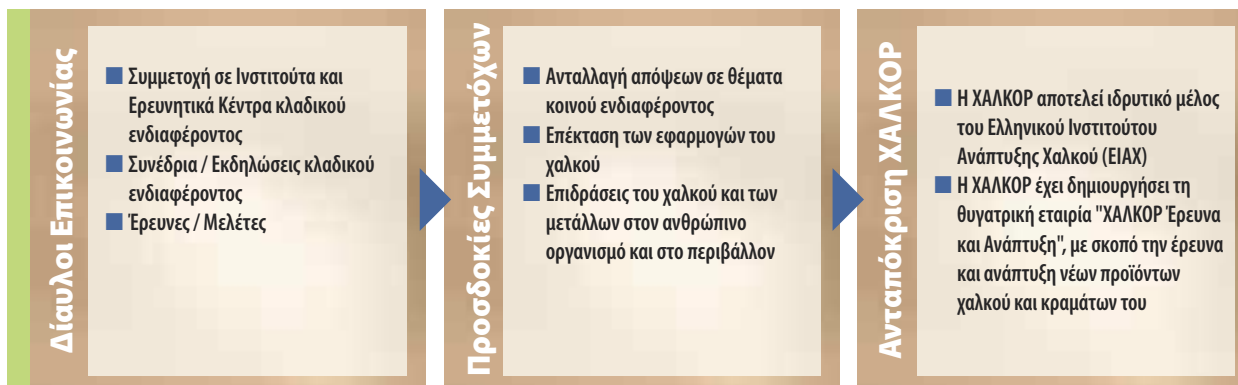 Δίαυλοι Επικοινωνίας
Συμμετοχή σε Ινστιτούτα και
Ερευνητικά Κέντρα κλαδικού
ενδιαφέροντος
Συνέδρια / Εκδηλώσεις κλαδικού
ενδιαφέροντος
Έρευνες / Μελέτες
Προσδοκίες Συμμετόχων
Ανταλλαγή απόψεων σε θέματα
κοινού ενδιαφέροντος
Επέκταση των εφαρμογών του
χαλκού
Επιδράσεις του χαλκού και των
μετάλλων στον ανθρώπινο
οργανισμό και στο περιβάλλον
Ανταπόκριση ΧΑΛΚΟΡ
Η ΧΑΛΚΟΡ αποτελεί ιδρυτικό μέλος
του Ελληνικού Ινστιτούτου
Ανάπτυξης Χαλκού (ΕΙΑΧ)
Η ΧΑΛΚΟΡ έχει δημιουργήσει τη
θυγατρική εταιρία "ΧΑΛΚΟΡ Έρευνα
και Ανάπτυξη", με σκοπό την έρευνα
και ανάπτυξη νέων προϊόντων
χαλκού και κραμάτων του